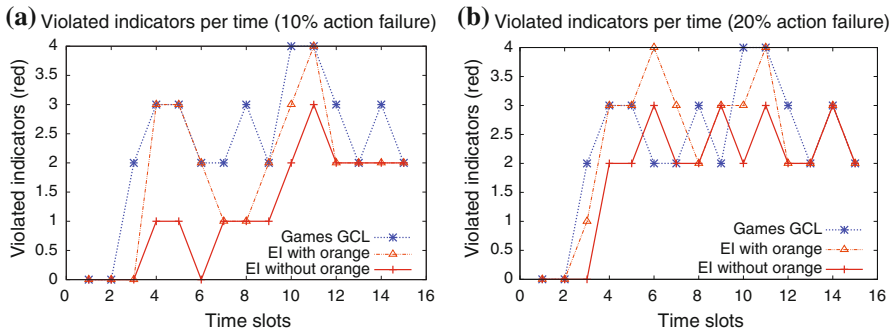 (a) Violated indicators per time (10% action failure)
4
3.5
3
2.5
2
1.5
1
0.5
0
Violated indicators (red)
Games GCL
EI with orange
EI without orange
0 2 4 6 8 10 12 14 16
Time slots
(b) Violated indicators per time (20% action failure)
4
3.5
3
2.5
2
1.5
1
0.5
0
Violated indicators (red)
Games GCL
EI with orange
EI without orange
0 2 4 6 8 10 12 14 16
Time slots